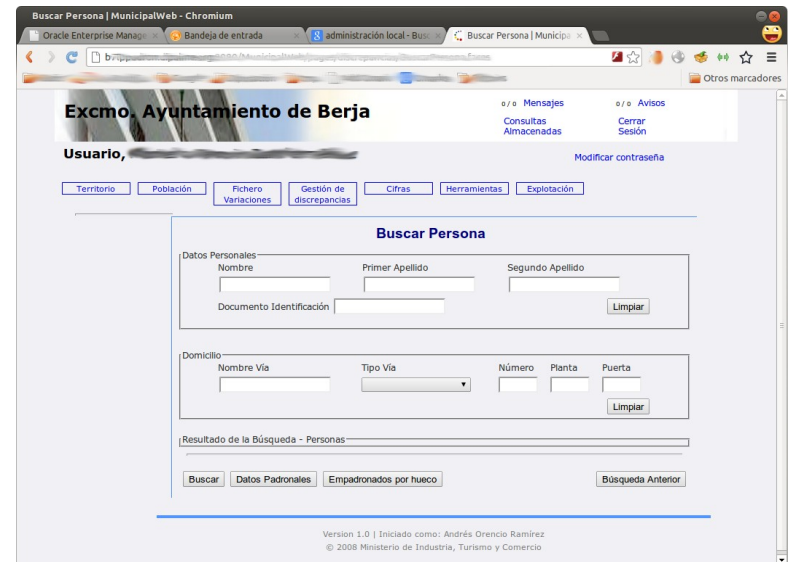 Buscar Persona | MunicipalWeb - Chromium
Oracle Enterprise Manage × Bandeja de entrada × administración local - Busc × Buscar Persona | Municipa ×
Otros marcadores
Excmo. Ayuntamiento de Berja
0/0 Mensajes 0/0 Avisos
Consultas Almacenadas Cerrar Sesión
Usuario,
Modificar contraseña
Territorio Población Fichero Variaciones Gestión de discrepancias Cifras Herramientas Explotación
Buscar Persona
Datos Personales
Nombre Primer Apellido Segundo Apellido
Documento Identificación Limpiar
Domicilio
Nombre Vía Tipo Vía Número Planta Puerta
Limpiar
Resultado de la Búsqueda - Personas
Buscar Datos Padronales Empadronados por hueco Búsqueda Anterior
Version 1.0 | Iniciado como: Andrés Orencio Ramírez
© 2008 Ministerio de Industria, Turismo y Comercio